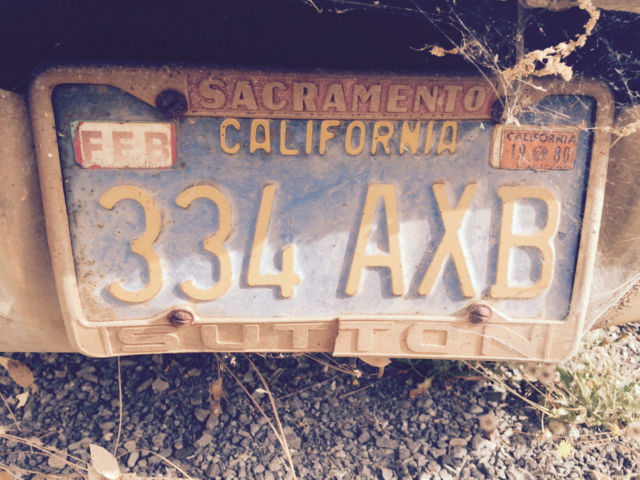 SACRAMENTO
FEB
CALIFORNIA
CALIFORNIA
19 80
334 AXB
SUTTON